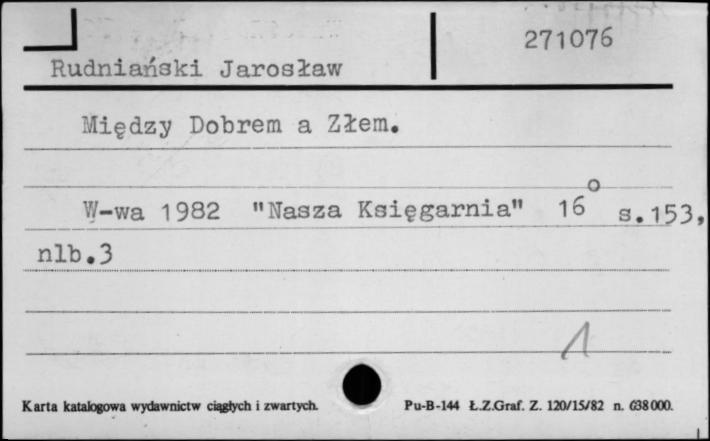 271076
Rudniański Jarosław
Między Dobrem a Złem.
W-wa 1982 "Nasza Księgarnia" 16° s.153,
nlb.3
1
Karta katalogowa wydawnictw ciągłych i zwartych. Pu-B-144 Ł.Z.Graf. Z. 120/15/82 n. 638000.